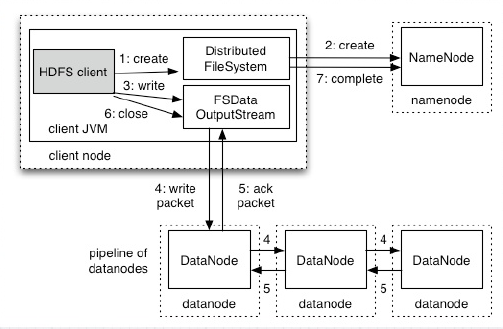 HDFS client
1: create
3: write
6: close
client JVM
client node
Distributed
FileSystem
FSData
OutputStream
2: create
7: complete
NameNode
namenode
4: write
packet
5: ack
packet
pipeline of
datanodes
DataNode
datanode
4
5
DataNode
datanode
4
5
DataNode
datanode